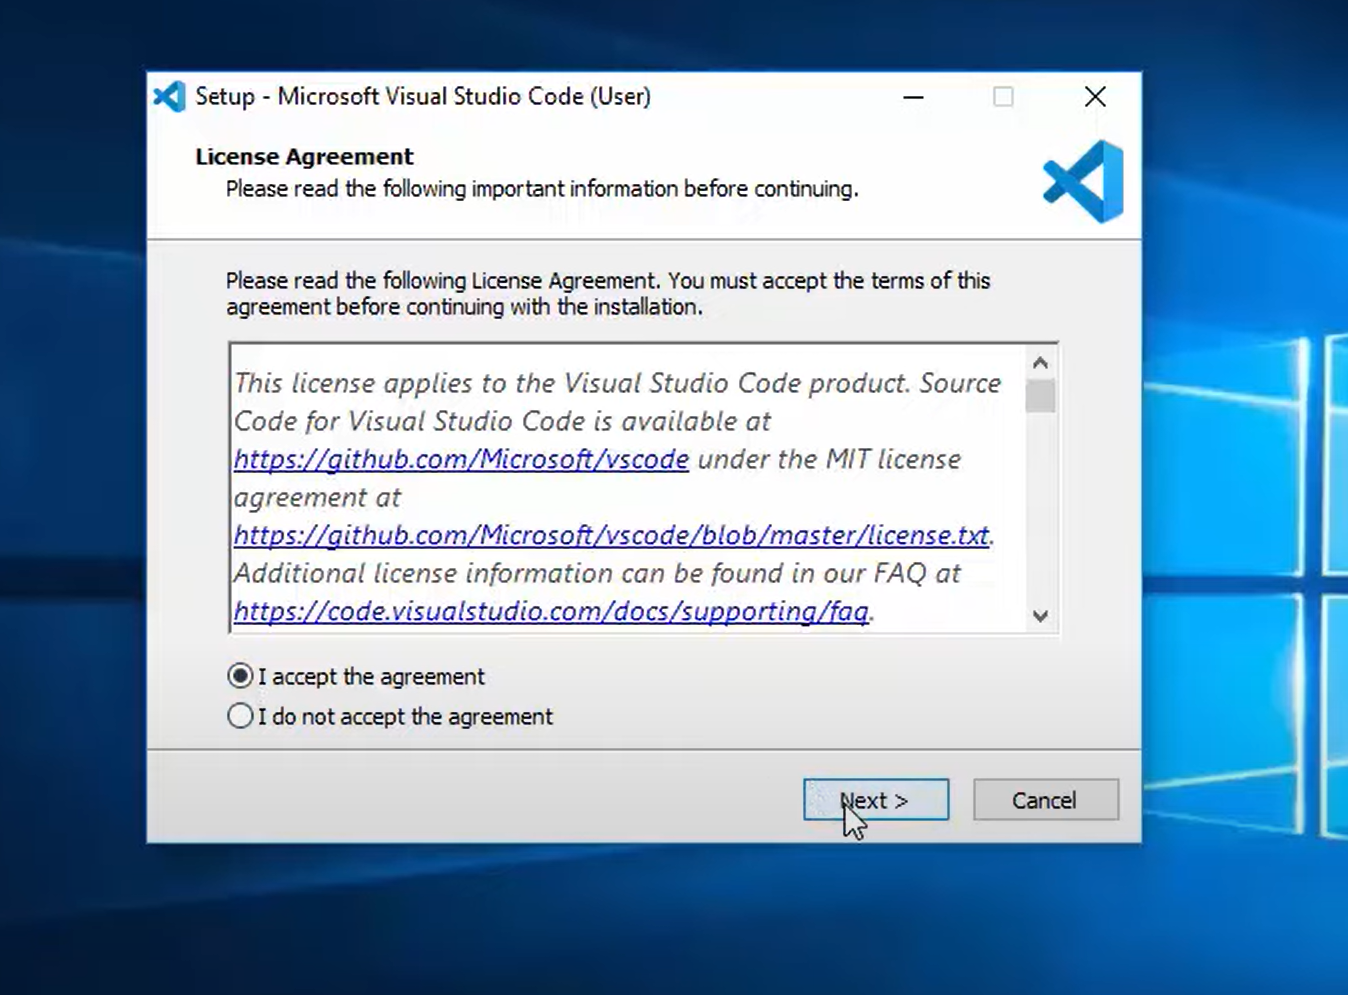 Setup - Microsoft Visual Studio Code (User)
License Agreement
Please read the following important information before continuing.
Please read the following License Agreement. You must accept the terms of this
agreement before continuing with the installation.
This license applies to the Visual Studio Code product. Source
Code for Visual Studio Code is available at
https://github.com/Microsoft/vscode under the MIT license
agreement at
https://github.com/Microsoft/vscode/blob/master/license.txt.
Additional license information can be found in our FAQ at
https://code.visualstudio.com/docs/supporting/faq.
I accept the agreement
I do not accept the agreement
Next >
Cancel